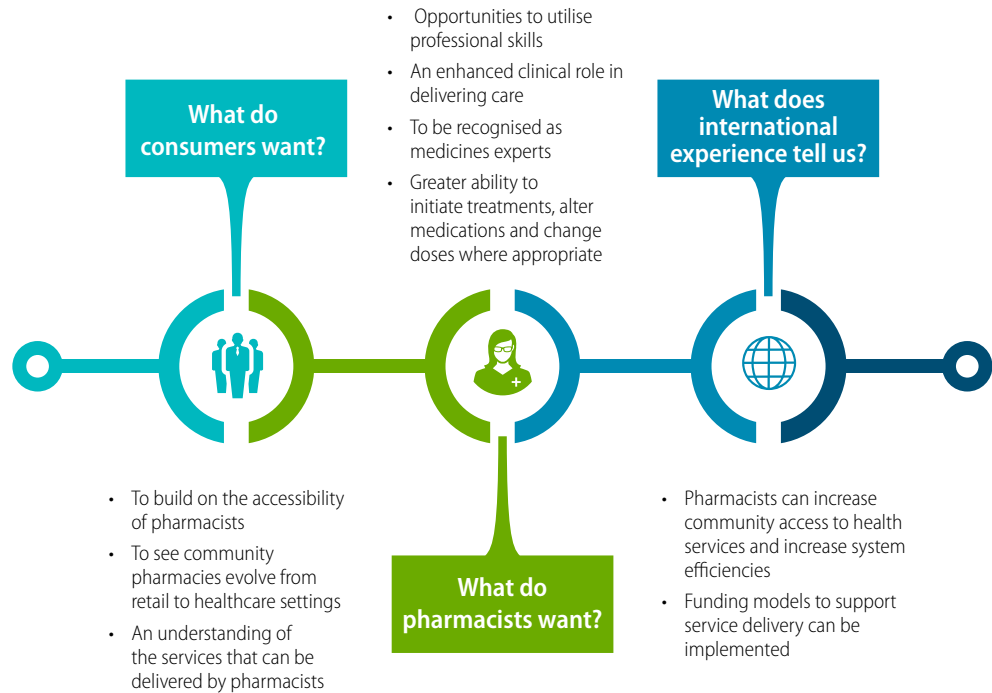 What do
consumers want?
• To build on the accessibility
of pharmacists
• To see community
pharmacies evolve from
retail to healthcare settings
• An understanding of
the services that can be
delivered by pharmacists
• Opportunities to utilise
professional skills
• An enhanced clinical role in
delivering care
• To be recognised as
medicines experts
• Greater ability to
initiate treatments, alter
medications and change
doses where appropriate
What do
pharmacists want?
What does
international
experience tell us?
• Pharmacists can increase
community access to health
services and increase system
efficiencies
• Funding models to support
service delivery can be
implemented